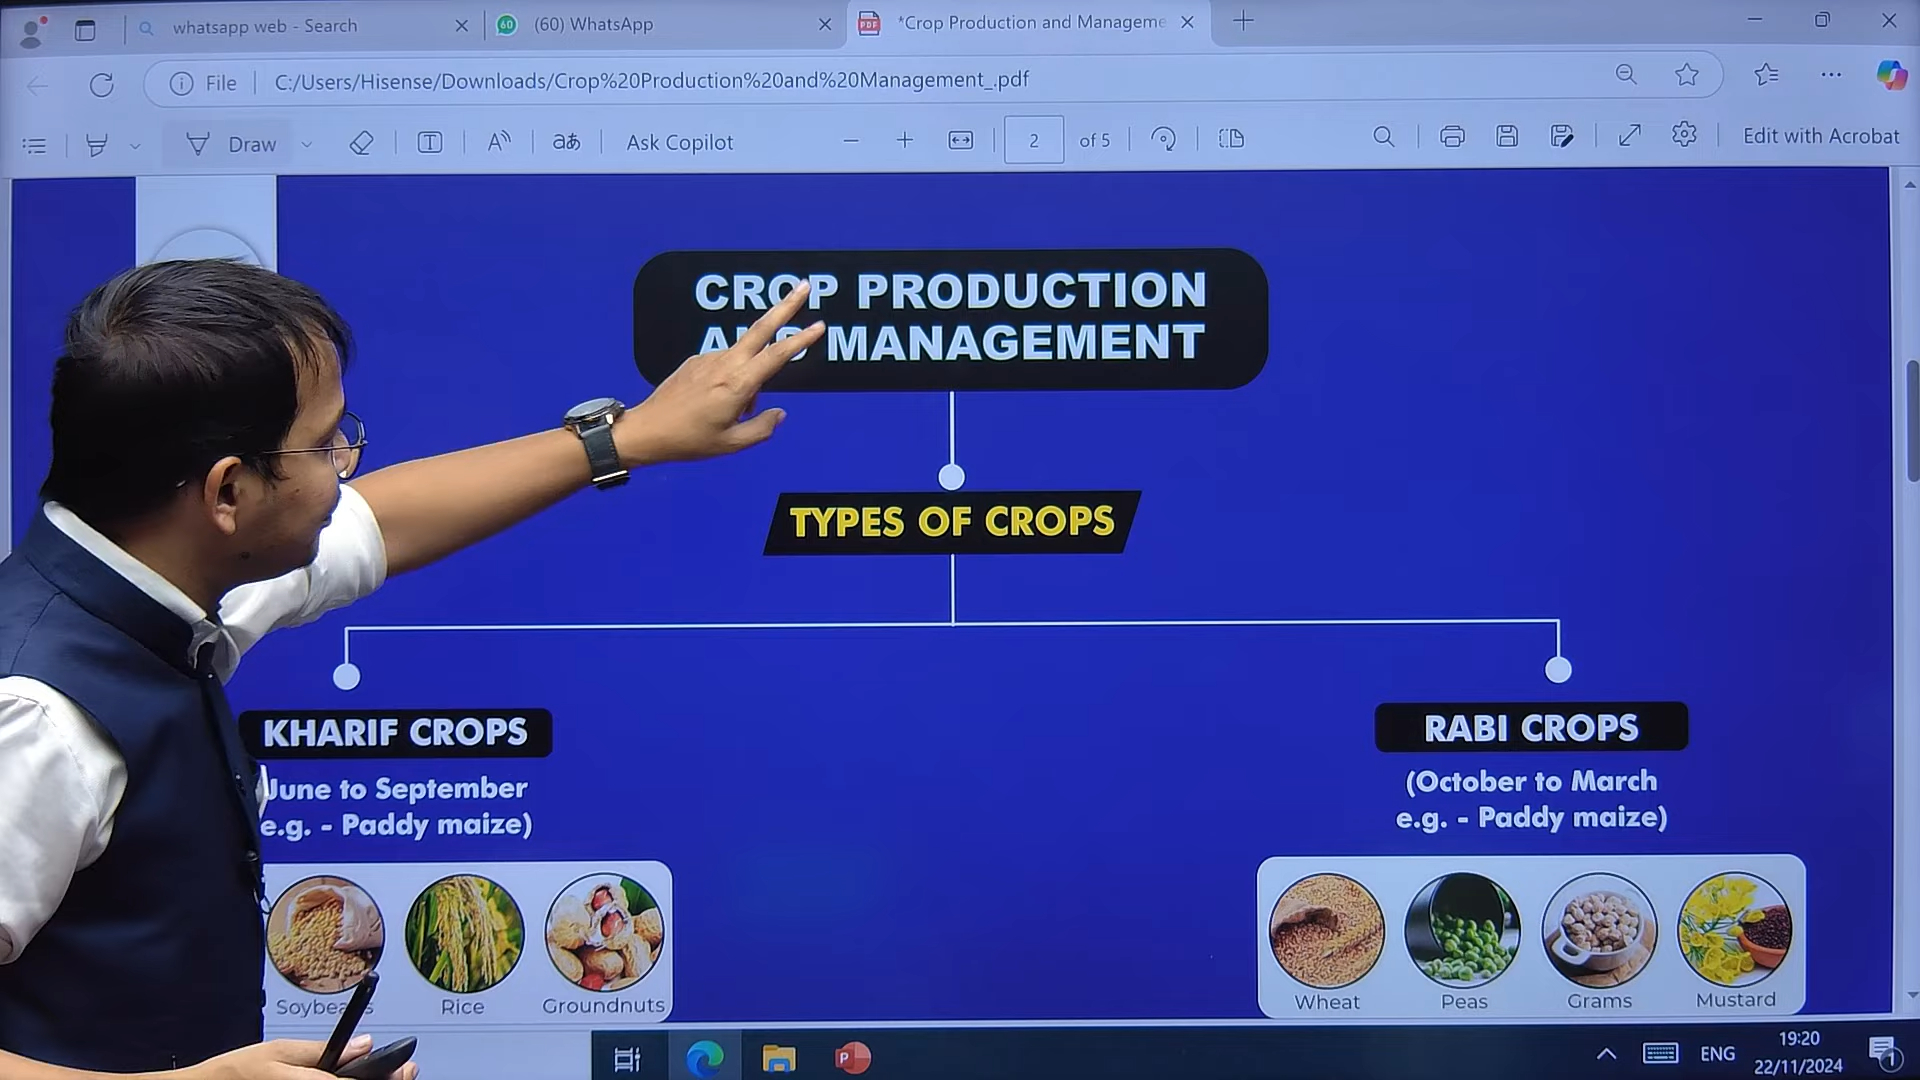 whatsapp web - Search
(60) WhatsApp
*Crop Production and Manageme
File
C:/Users/Hisense/Downloads/Crop%20Production%20and%20Management_.pdf
Draw
Ask Copilot
2
of 5
Edit with Acrobat
CROP PRODUCTION
AND MANAGEMENT
TYPES OF CROPS
KHARIF CROPS
June to September
e.g. - Paddy maize)
RABI CROPS
(October to March
e.g. - Paddy maize)
Soybeans
Rice
Groundnuts
Wheat
Peas
Grams
Mustard
ENG
19:20
22/11/2024